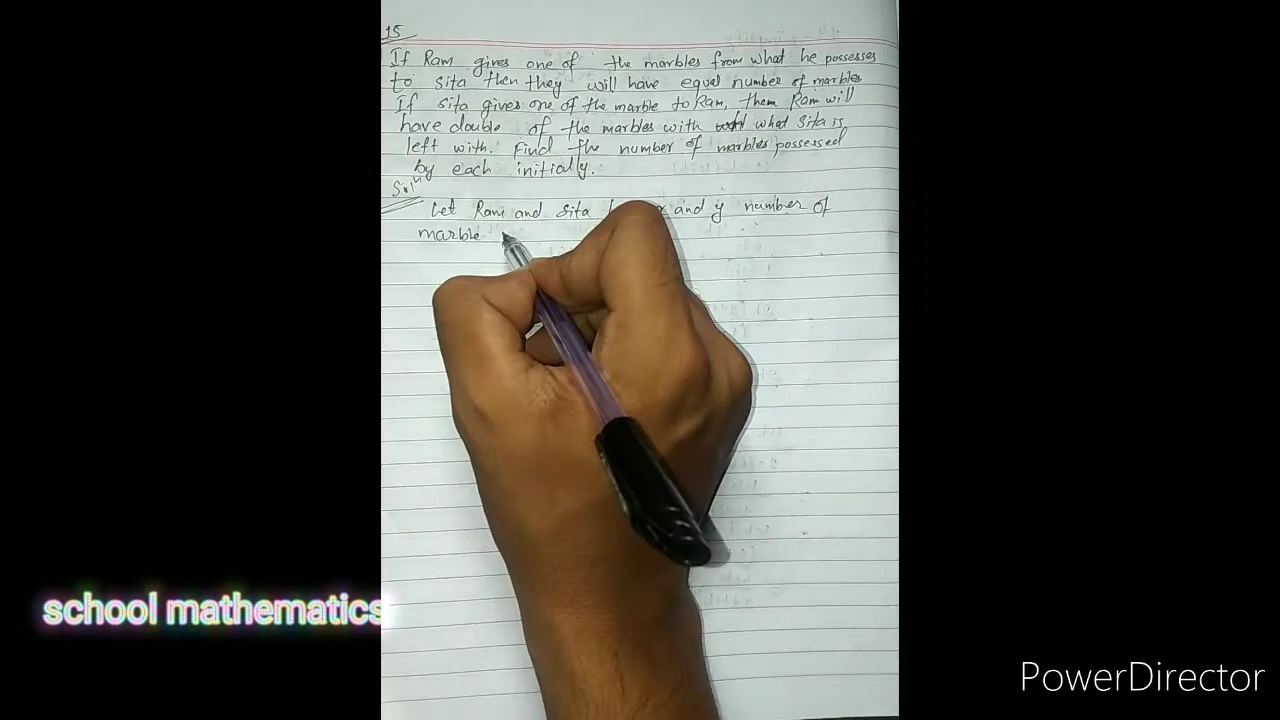 15
If Ram gives one of the marbles from what he possesses
to Sita then they will have equal number of marbles
If Sita gives one of the marble to Ram, them Ram will
have double of the marbles with what Sita is
left with. Find the number of marbles possessed
by each initially.
Solⁿ
Let Ram and Sita x and y number of
marble
school mathematics
PowerDirector